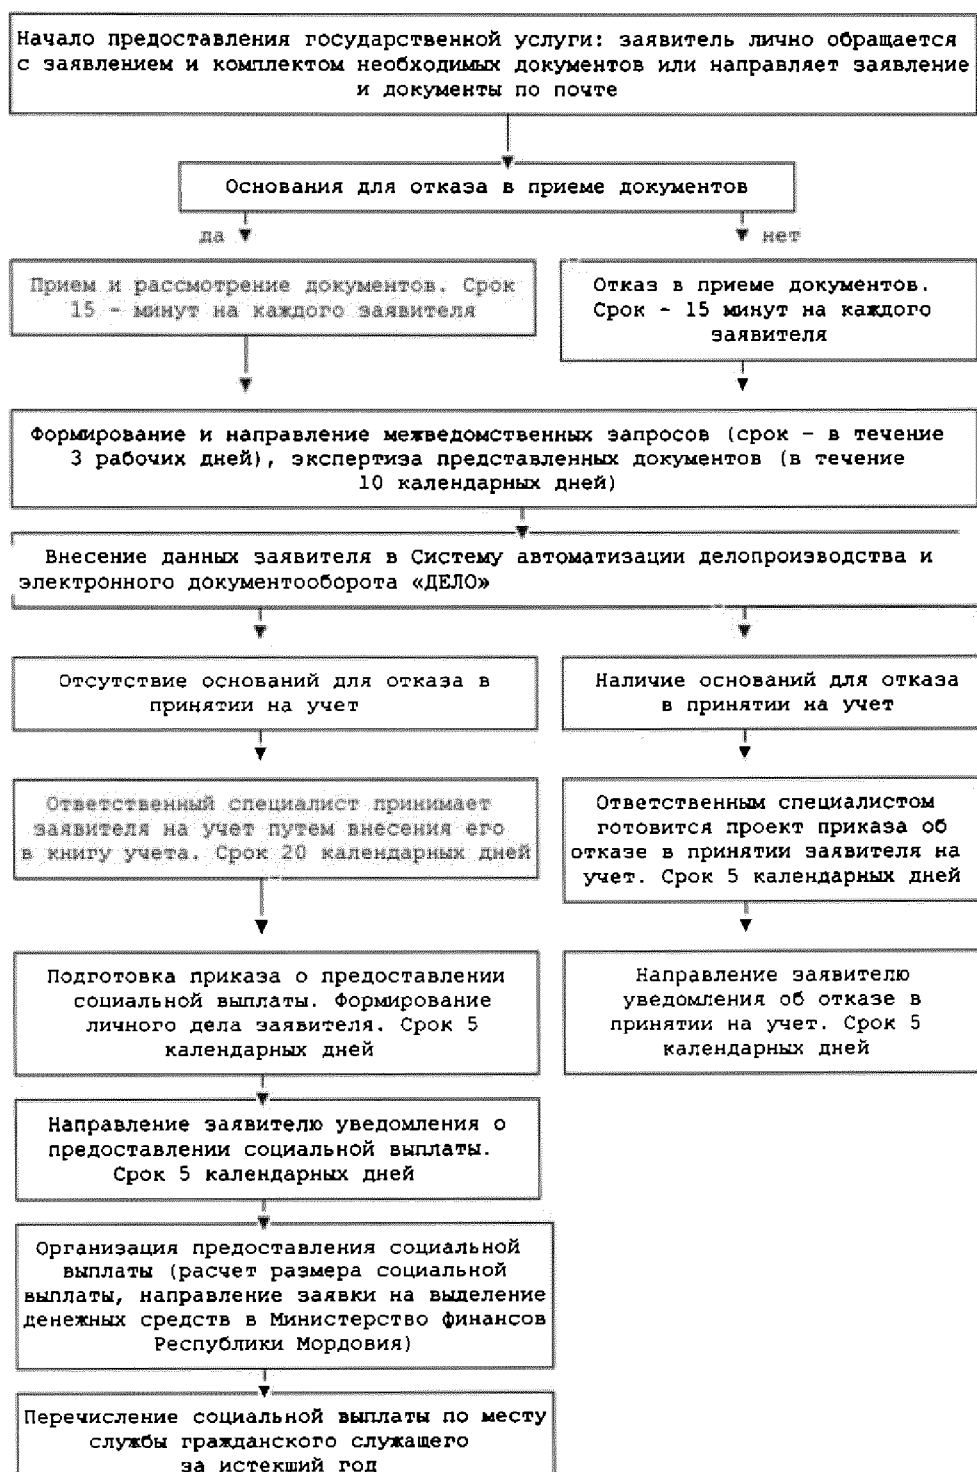 Начало предоставления государственной услуги: заявитель лично обращается
с заявлением и комплектом необходимых документов или направляет заявление
и документы по почте
Основания для отказа в приеме документов
да
нет
Прием и рассмотрение документов. Срок
15 - минут на каждого заявителя
Отказ в приеме документов.
Срок - 15 минут на каждого
заявителя
Формирование и направление межведомственных запросов (срок - в течение
3 рабочих дней), экспертиза представленных документов (в течение
10 календарных дней)
Внесение данных заявителя в Систему автоматизации делопроизводства и
электронного документооборота «ДЕЛО»
Отсутствие оснований для отказа в
принятии на учет
Наличие оснований для отказа
в принятии на учет
Ответственный специалист принимает
заявителя на учет путем внесения его
в книгу учета. Срок 20 календарных дней
Ответственным специалистом
готовится проект приказа об
отказе в принятии заявителя на
учет. Срок 5 календарных дней
Подготовка приказа о предоставлении
социальной выплаты. Формирование
личного дела заявителя. Срок 5
календарных дней
Направление заявителю
уведомления об отказе в
принятии на учет. Срок 5
календарных дней
Направление заявителю уведомления о
предоставлении социальной выплаты.
Срок 5 календарных дней
Организация предоставления социальной
выплаты (расчет размера социальной
выплаты, направление заявки на выделение
денежных средств в Министерство финансов
Республики Мордовия)
Перечисление социальной выплаты по месту
службы гражданского служащего
за истекший год